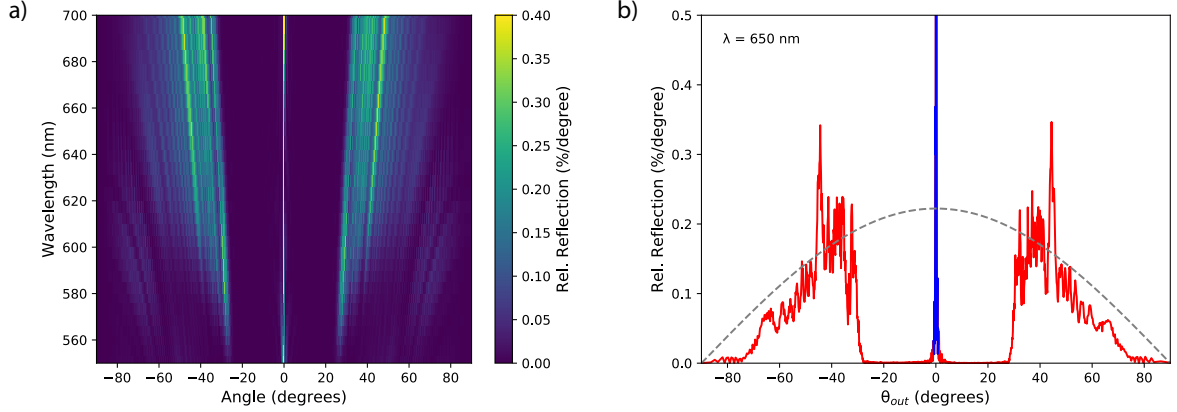 a)
700
680
660
640
620
600
580
560
Wavelength (nm)
−80 −60 −40 −20 0 20 40 60 80
Angle (degrees)
0.40
0.35
0.30
0.25
0.20
0.15
0.10
0.05
0.00
Rel. Reflection (%/degree)
b)
λ = 650 nm
0.5
0.4
0.3
0.2
0.1
0.0
Rel. Reflection (%/degree)
−80 −60 −40 −20 0 20 40 60 80
θout (degrees)